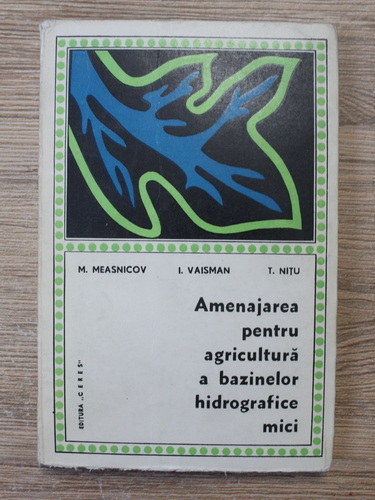 M. MEASNICOV I. VAISMAN T. NIȚU
Amenajarea
pentru
agricultură
a bazinelor
hidrografice
mici
EDITURA „CERES"